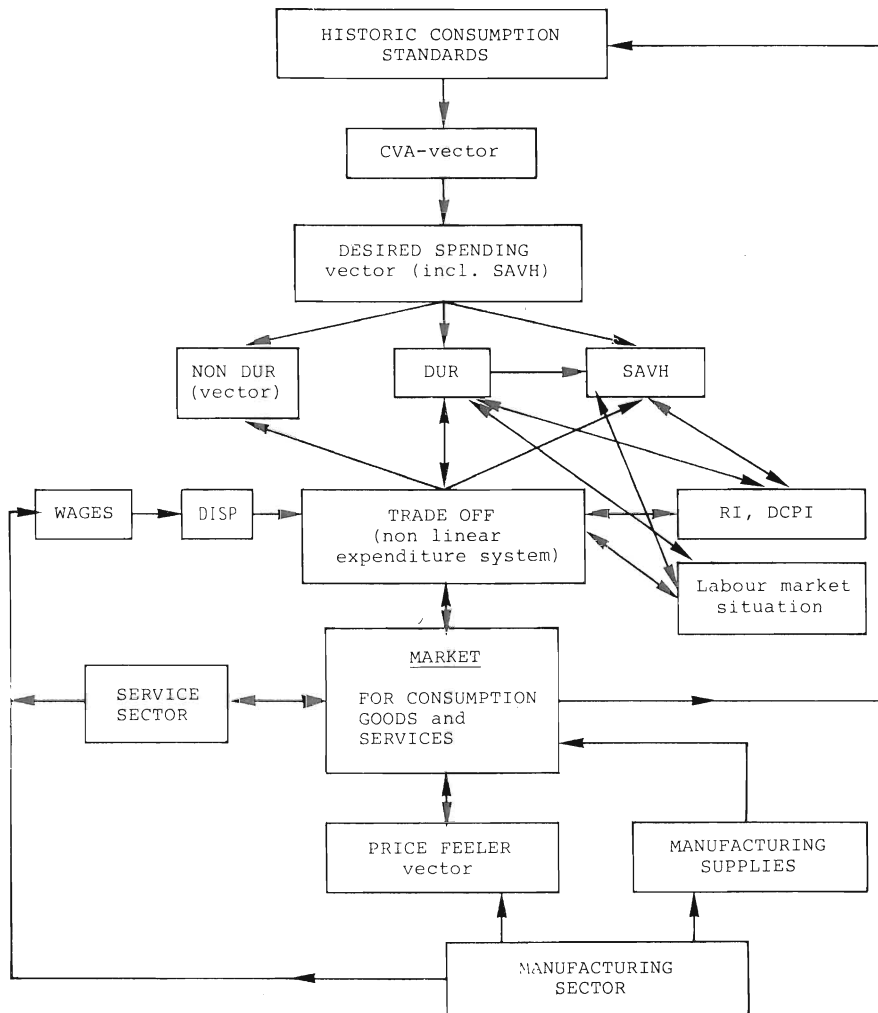 HISTORIC CONSUMPTION
STANDARDS
CVA-vector
DESIRED SPENDING
vector (incl. SAVH)
NON DUR
(vector)
DUR
SAVH
WAGES
DISP
TRADE OFF
(non linear
expenditure system)
RI, DCPI
Labour market
situation
MARKET
FOR CONSUMPTION
GOODS and
SERVICES
SERVICE
SECTOR
PRICE FEELER
vector
MANUFACTURING
SUPPLIES
MANUFACTURING
SECTOR